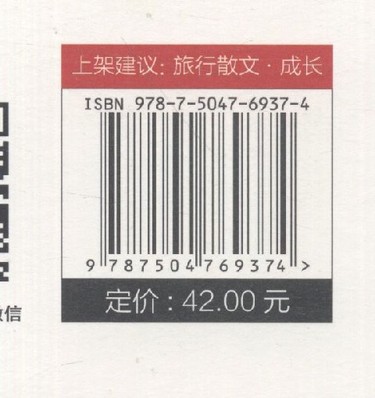 上架建议：旅行散文·成长
ISBN 978-7-5047-6937-4
9 787504 769374 >
定价：42.00 元
信